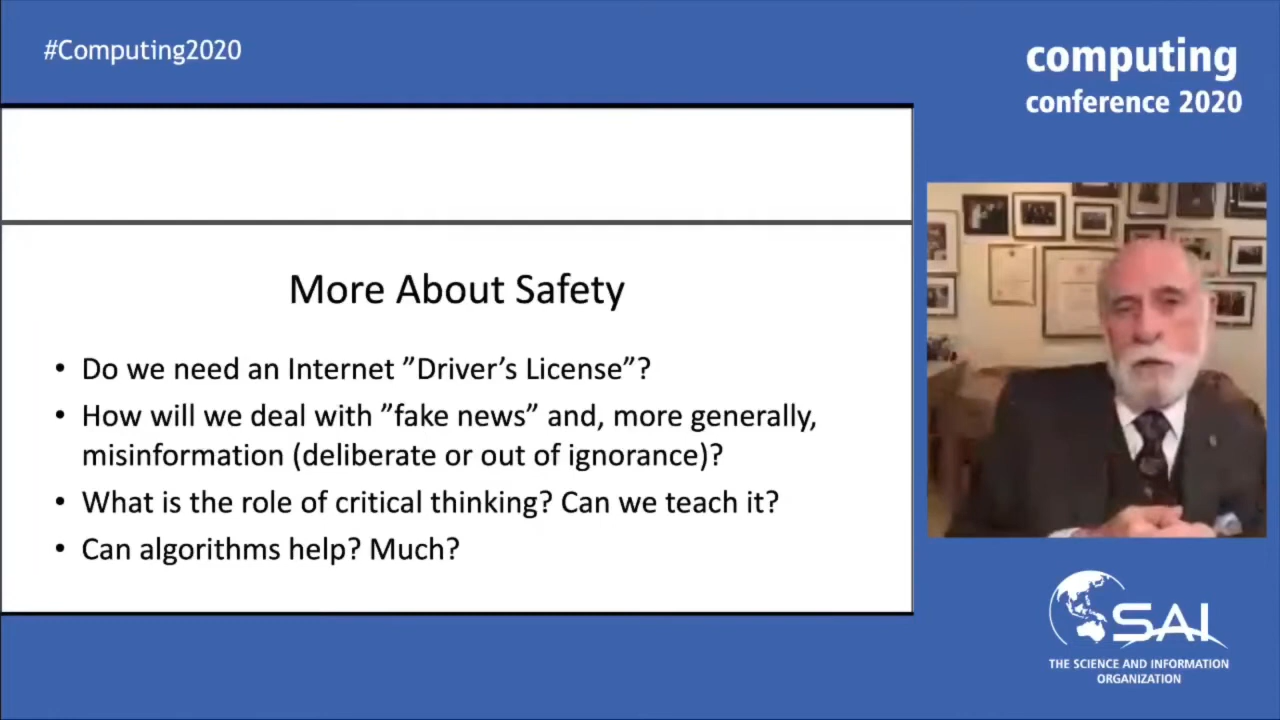 #Computing2020
computing
conference 2020
More About Safety
• Do we need an Internet ”Driver’s License”?
• How will we deal with ”fake news” and, more generally,
misinformation (deliberate or out of ignorance)?
• What is the role of critical thinking? Can we teach it?
• Can algorithms help? Much?
SAI
THE SCIENCE AND INFORMATION
ORGANIZATION